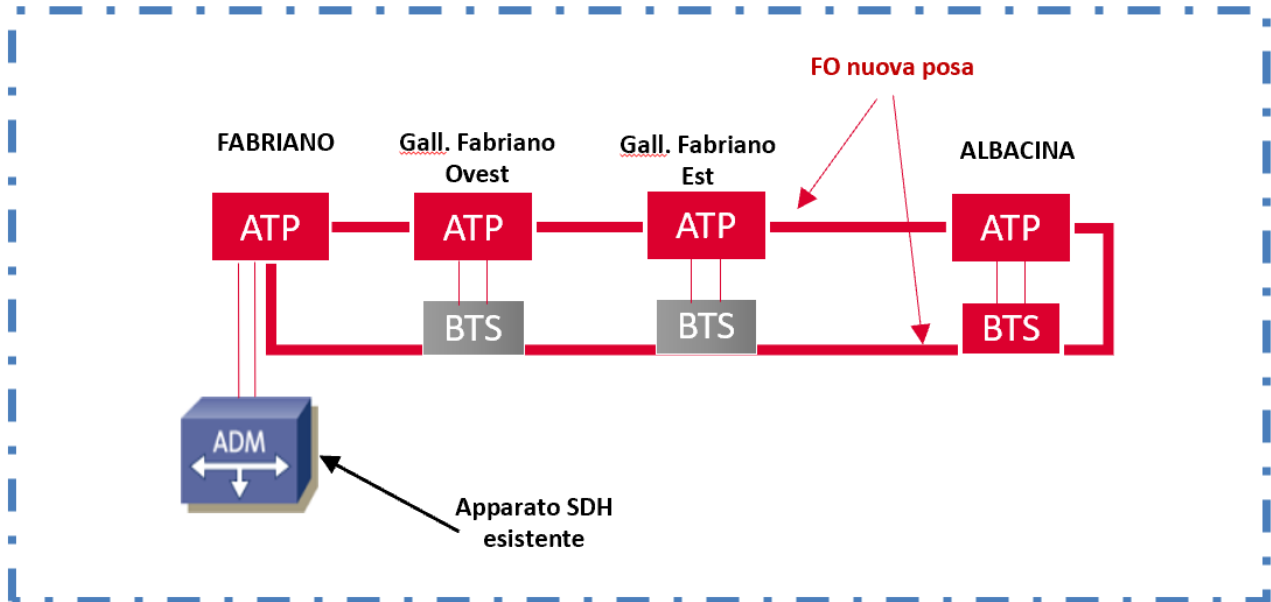 FO nuova posa
FABRIANO
Gall. Fabriano
Ovest
Gall. Fabriano
Est
ALBACINA
ATP
ATP
ATP
ATP
BTS
BTS
BTS
ADM
Apparato SDH
esistente